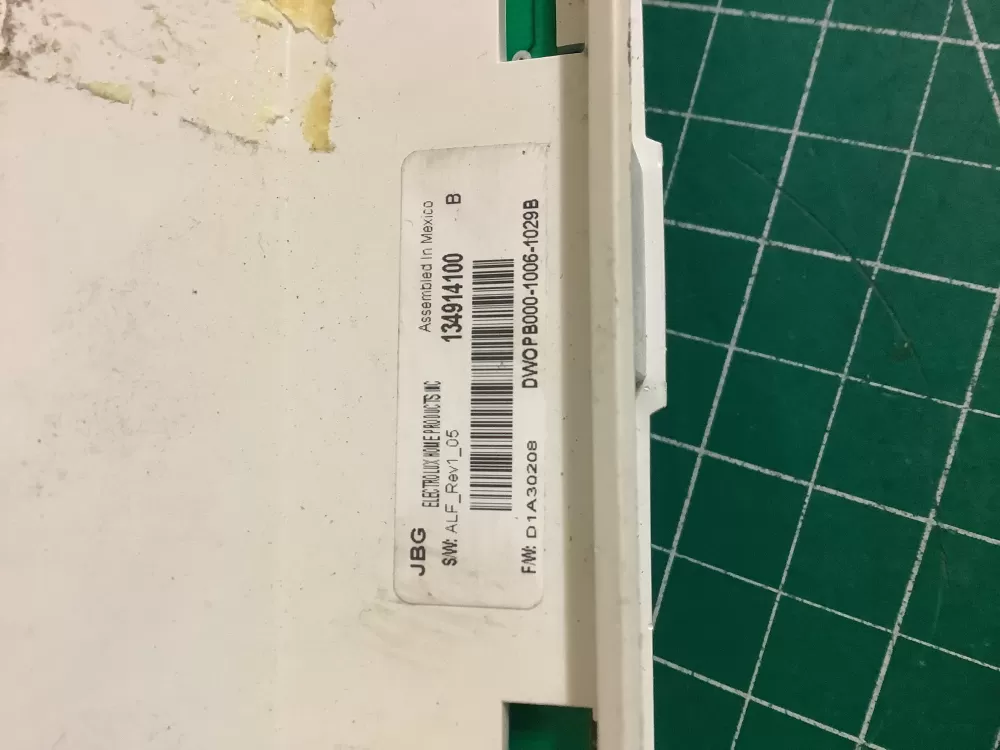 JBG Assembled In Mexico
ELECTROLUX HOME PRODUCTS INC
S/W: ALF_Rev1_05 134914100 B
F/W: D1A30208 DWOPB000-1006-1029B